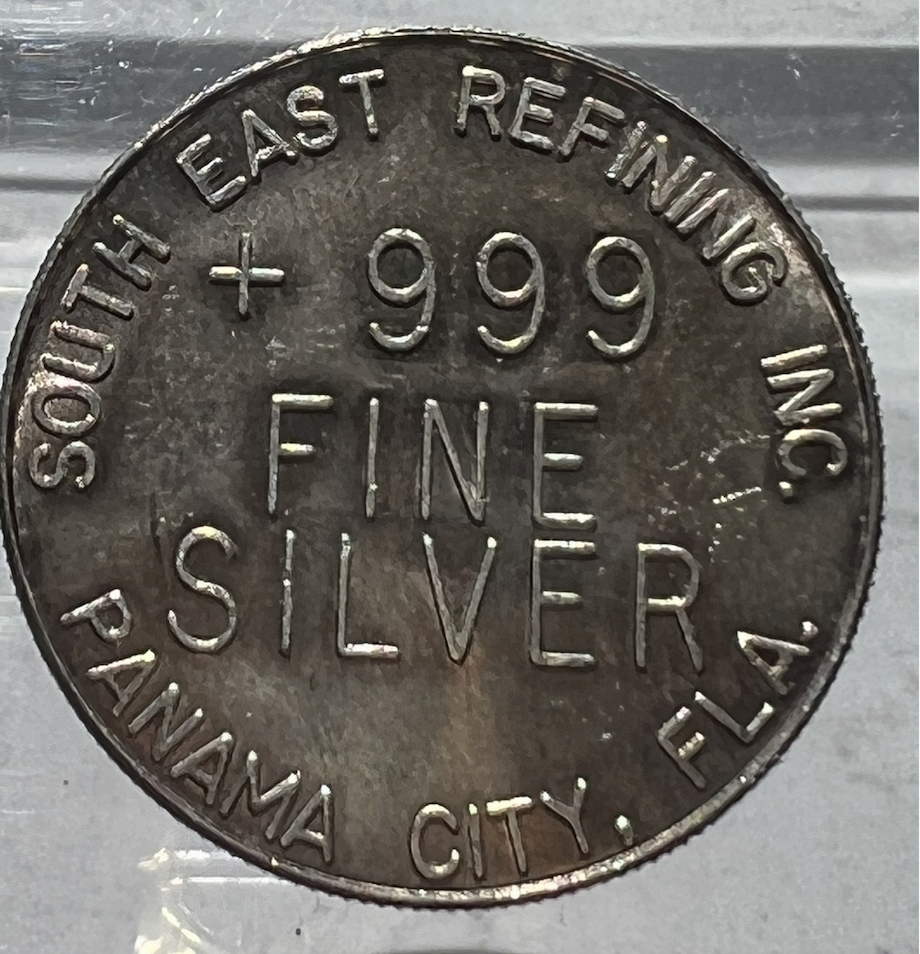 SOUTH EAST REFINING INC.
+ 999
FINE
SILVER
PANAMA CITY, FLA.